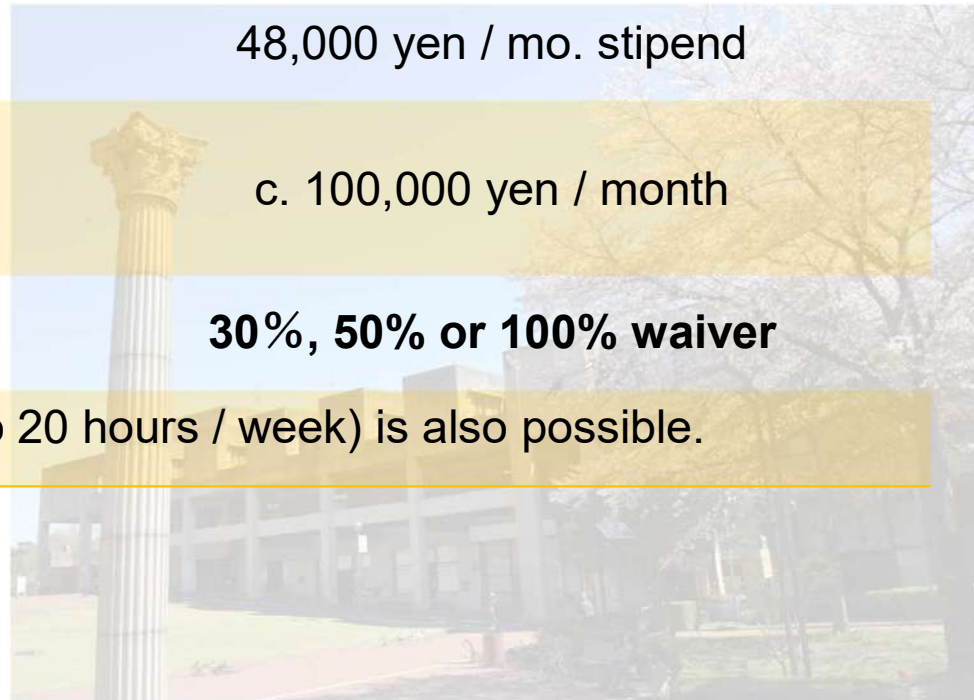 48,000 yen / mo. stipend
c. 100,000 yen / month
30%, 50% or 100% waiver
20 hours / week) is also possible.